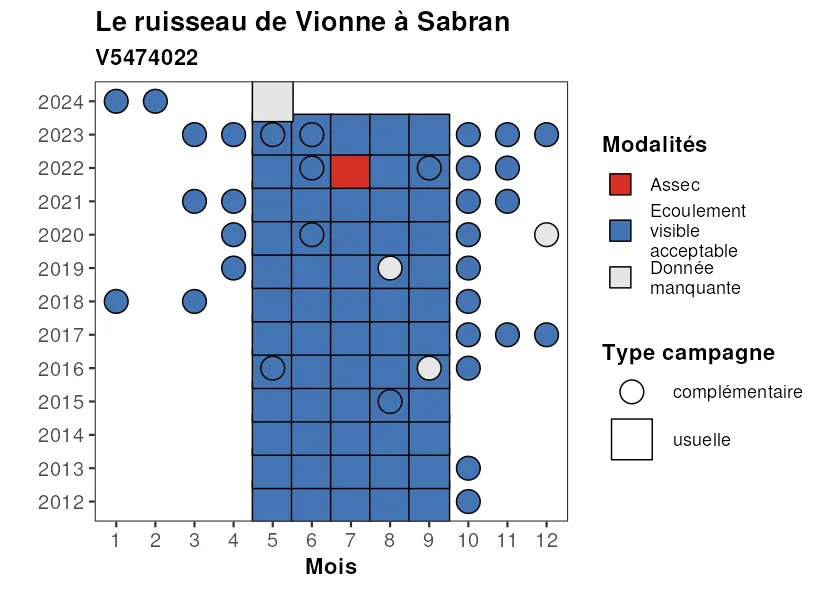 Le ruisseau de Vionne à Sabran
V5474022
2024
2023
2022
2021
2020
2019
2018
2017
2016
2015
2014
2013
2012
1 2 3 4 5 6 7 8 9 10 11 12
Mois
Modalités
Assec
Ecoulement
visible
acceptable
Donnée
manquante
Type campagne
complémentaire
usuelle